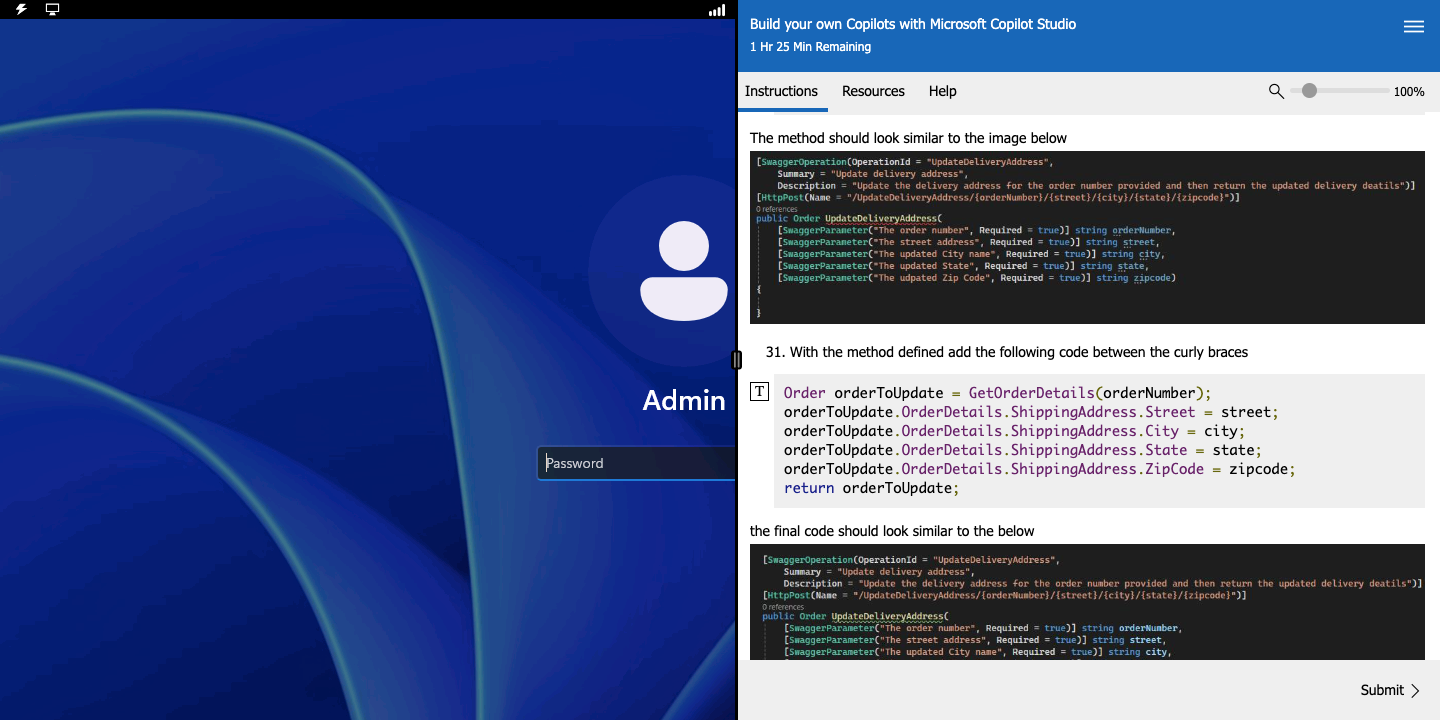 Admin
Password
Build your own Copilots with Microsoft Copilot Studio
1 Hr 25 Min Remaining
Instructions Resources Help 100%
The method should look similar to the image below
[SwaggerOperation(OperationId = "UpdateDeliveryAddress",
Summary = "Update delivery address",
Description = "Update the delivery address for the order number provided and then return the updated delivery deatils")]
[HttpPost(Name = "/UpdateDeliveryAddress/{orderNumber}/{street}/{city}/{state}/{zipcode}")]
0 references
public Order UpdateDeliveryAddress(
[SwaggerParameter("The order number", Required = true)] string orderNumber,
[SwaggerParameter("The street address", Required = true)] string street,
[SwaggerParameter("The updated City name", Required = true)] string city,
[SwaggerParameter("The updated State", Required = true)] string state,
[SwaggerParameter("The udpated Zip Code", Required = true)] string zipcode)
{
}
31. With the method defined add the following code between the curly braces
T
Order orderToUpdate = GetOrderDetails(orderNumber);
orderToUpdate.OrderDetails.ShippingAddress.Street = street;
orderToUpdate.OrderDetails.ShippingAddress.City = city;
orderToUpdate.OrderDetails.ShippingAddress.State = state;
orderToUpdate.OrderDetails.ShippingAddress.ZipCode = zipcode;
return orderToUpdate;
the final code should look similar to the below
[SwaggerOperation(OperationId = "UpdateDeliveryAddress",
Summary = "Update delivery address",
Description = "Update the delivery address for the order number provided and then return the updated delivery deatils")]
[HttpPost(Name = "/UpdateDeliveryAddress/{orderNumber}/{street}/{city}/{state}/{zipcode}")]
0 references
public Order UpdateDeliveryAddress(
[SwaggerParameter("The order number", Required = true)] string orderNumber,
[SwaggerParameter("The street address", Required = true)] string street,
[SwaggerParameter("The updated City name", Required = true)] string city,
Submit